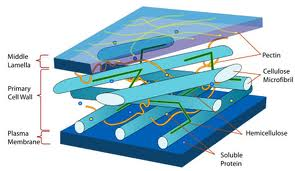 Middle
Lamella
Primary
Cell Wall
Plasma
Membrane
Pectin
Cellulose
Microfibril
Hemicellulose
Soluble
Protein